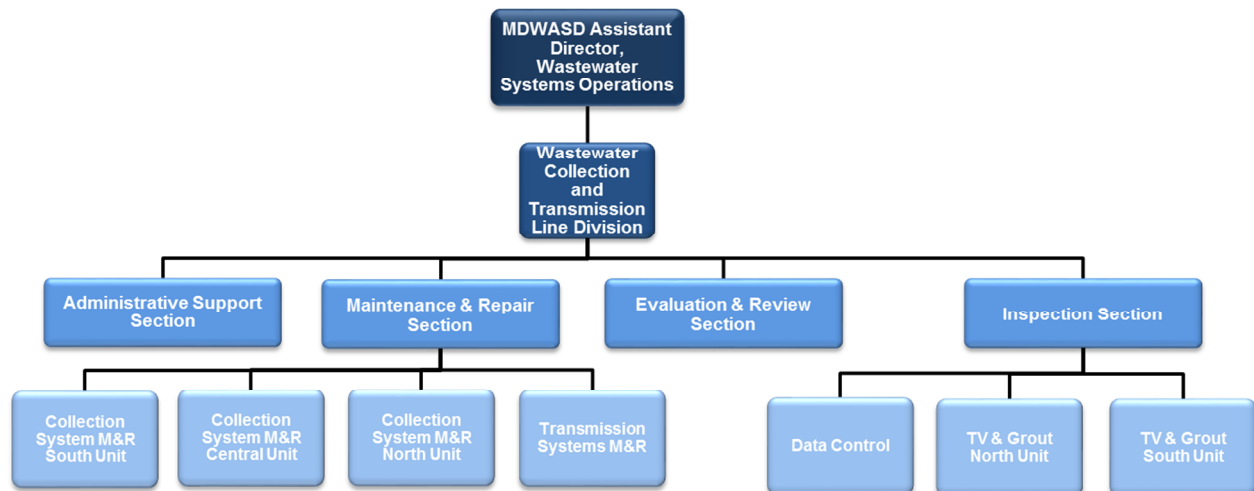 MDWASD Assistant
Director,
Wastewater
Systems Operations
Wastewater
Collection
and
Transmission
Line Division
Administrative Support
Section
Maintenance & Repair
Section
Evaluation & Review
Section
Inspection Section
Collection
System M&R
South Unit
Collection
System M&R
Central Unit
Collection
System M&R
North Unit
Transmission
Systems M&R
Data Control
TV & Grout
North Unit
TV & Grout
South Unit